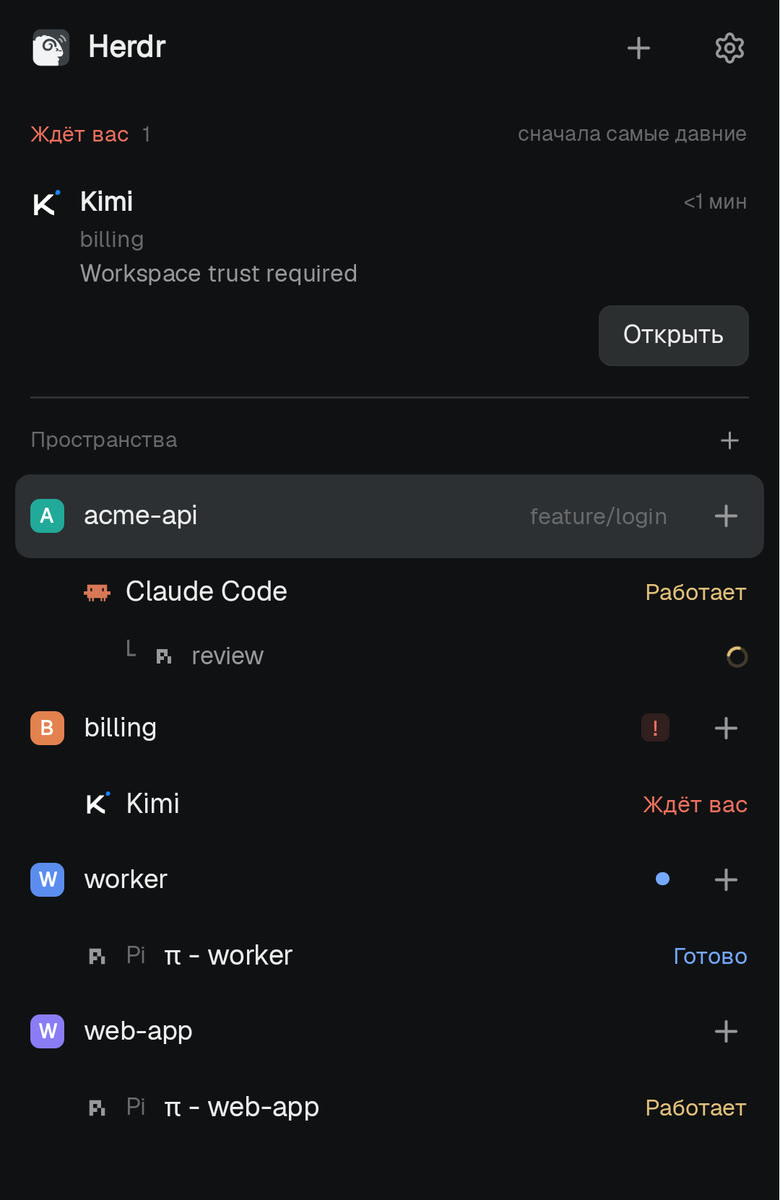 Herdr
Ждёт вас 1 сначала самые давние
Kimi <1 мин
billing
Workspace trust required
Открыть
Пространства
A acme-api feature/login
Claude Code Работает
review
B billing !
Kimi Ждёт вас
W worker
Pi π - worker Готово
W web-app
Pi π - web-app Работает